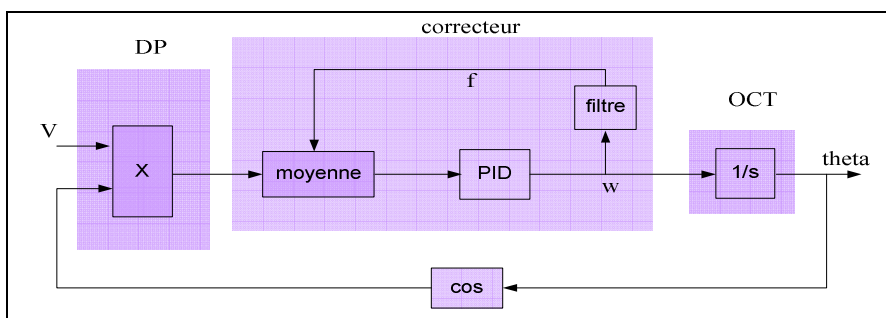 correcteur
DP
f
OCT
filtre
V
X
moyenne
PID
w
1/s
theta
cos